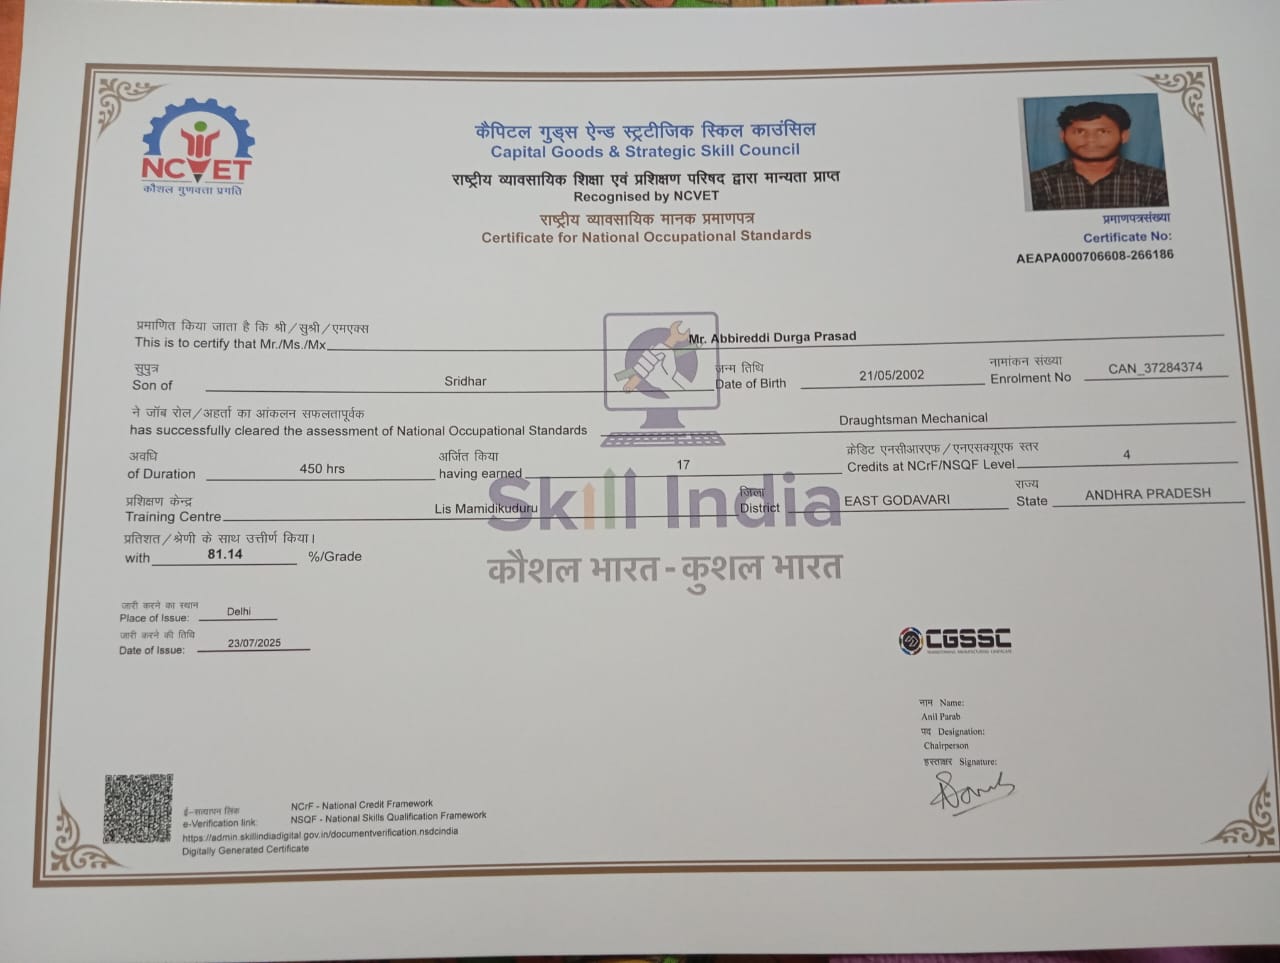 NCVET
कौशल गुणवत्ता प्रगति
कैपिटल गुड्स ऐन्ड स्ट्रटीजिक स्किल काउंसिल
Capital Goods & Strategic Skill Council
राष्ट्रीय व्यावसायिक शिक्षा एवं प्रशिक्षण परिषद द्वारा मान्यता प्राप्त
Recognised by NCVET
राष्ट्रीय व्यावसायिक मानक प्रमाणपत्र
Certificate for National Occupational Standards
प्रमाणपत्रसंख्या
Certificate No:
AEAPA000706608-266186
प्रमाणित किया जाता है कि श्री/सुश्री/एमएक्स
This is to certify that Mr./Ms./Mx Mr. Abbireddi Durga Prasad
सुपुत्र जन्म तिथि नामांकन संख्या
Son of Sridhar Date of Birth 21/05/2002 Enrolment No CAN_37284374
ने जॉब रोल/अहर्ता का आंकलन सफलतापूर्वक
has successfully cleared the assessment of National Occupational Standards Draughtsman Mechanical
अवधि अर्जित किया क्रेडिट एनसीआरएफ/एनएसक्यूएफ स्तर
of Duration 450 hrs having earned 17 Credits at NCrF/NSQF Level 4
प्रशिक्षण केन्द्र जिला राज्य
Training Centre Lis Mamidikuduru District EAST GODAVARI State ANDHRA PRADESH
Skill India
प्रतिशत/श्रेणी के साथ उत्तीर्ण किया।
with 81.14 %/Grade
कौशल भारत-कुशल भारत
जारी करने का स्थान
Place of Issue: Delhi
जारी करने की तिथि
Date of Issue: 23/07/2025
CGSSC
नाम Name:
Anil Parab
पद Designation:
Chairperson
हस्ताक्षर Signature:
ई-सत्यापन लिंक NCrF - National Credit Framework
e-Verification link: NSQF - National Skills Qualification Framework
https://admin.skillindiadigital.gov.in/documentverification.nsdcindia
Digitally Generated Certificate